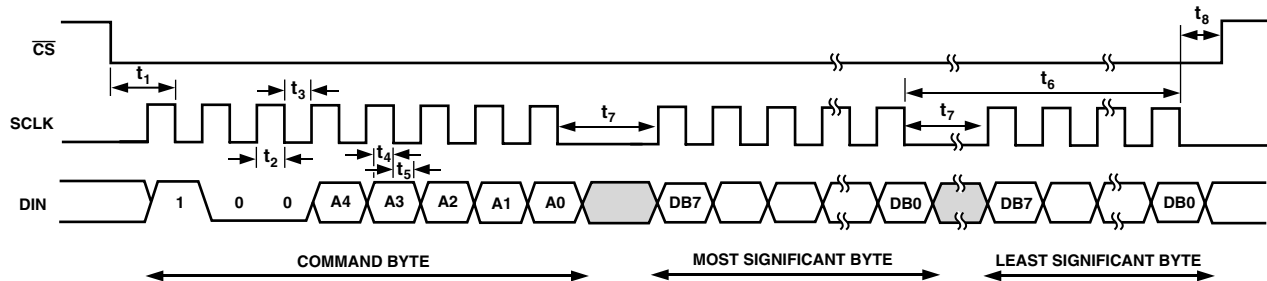 t8
CS
t1
t3
t6
SCLK
t7
t7
t2
t4
t5
DIN
1 0 0 A4 A3 A2 A1 A0 DB7 DB0 DB7 DB0
COMMAND BYTE MOST SIGNIFICANT BYTE LEAST SIGNIFICANT BYTE